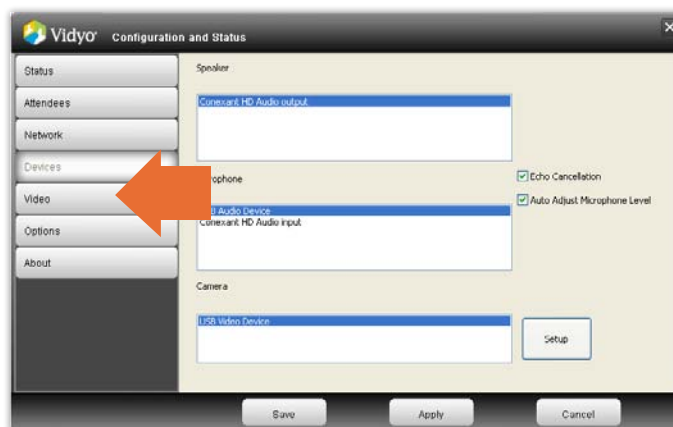 Vidyo Configuration and Status
Status
Attendees
Network
Devices
Video
Options
About
Speaker
Conexant HD Audio output
rophone
Echo Cancellation
Auto Adjust Microphone Level
Audio Device
Conexant HD Audio input
Camera
USB Video Device
Setup
Save
Apply
Cancel